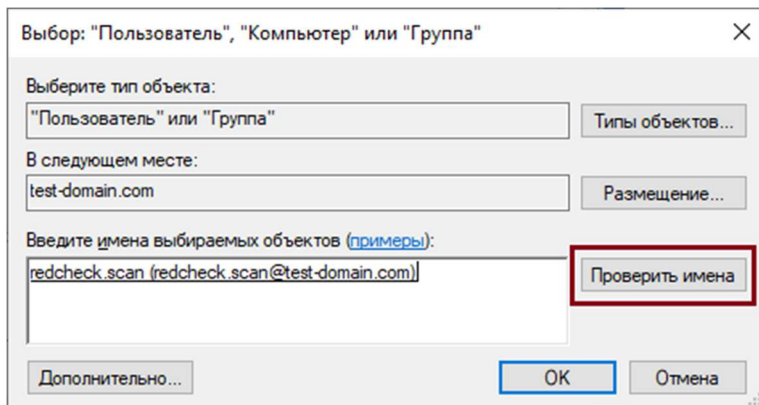 Выбор: "Пользователь", "Компьютер" или "Группа"
Выберите тип объекта:
"Пользователь" или "Группа"
Типы объектов...
В следующем месте:
test-domain.com
Размещение...
Введите имена выбираемых объектов (примеры):
redcheck.scan (redcheck.scan@test-domain.com)
Проверить имена
Дополнительно...
OK
Отмена